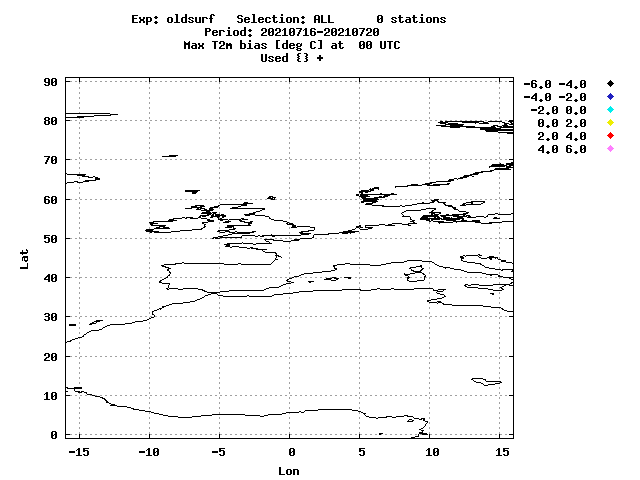 Exp: oldsurf   Selection: ALL      0 stations
Period: 20210716-20210720
Max T2m bias [deg C] at  00 UTC
Used {} +
-6.0 -4.0
-4.0 -2.0
-2.0 0.0
0.0 2.0
2.0 4.0
4.0 6.0
90
80
70
60
50
40
30
20
10
0
Lat
-15 -10 -5 0 5 10 15
Lon